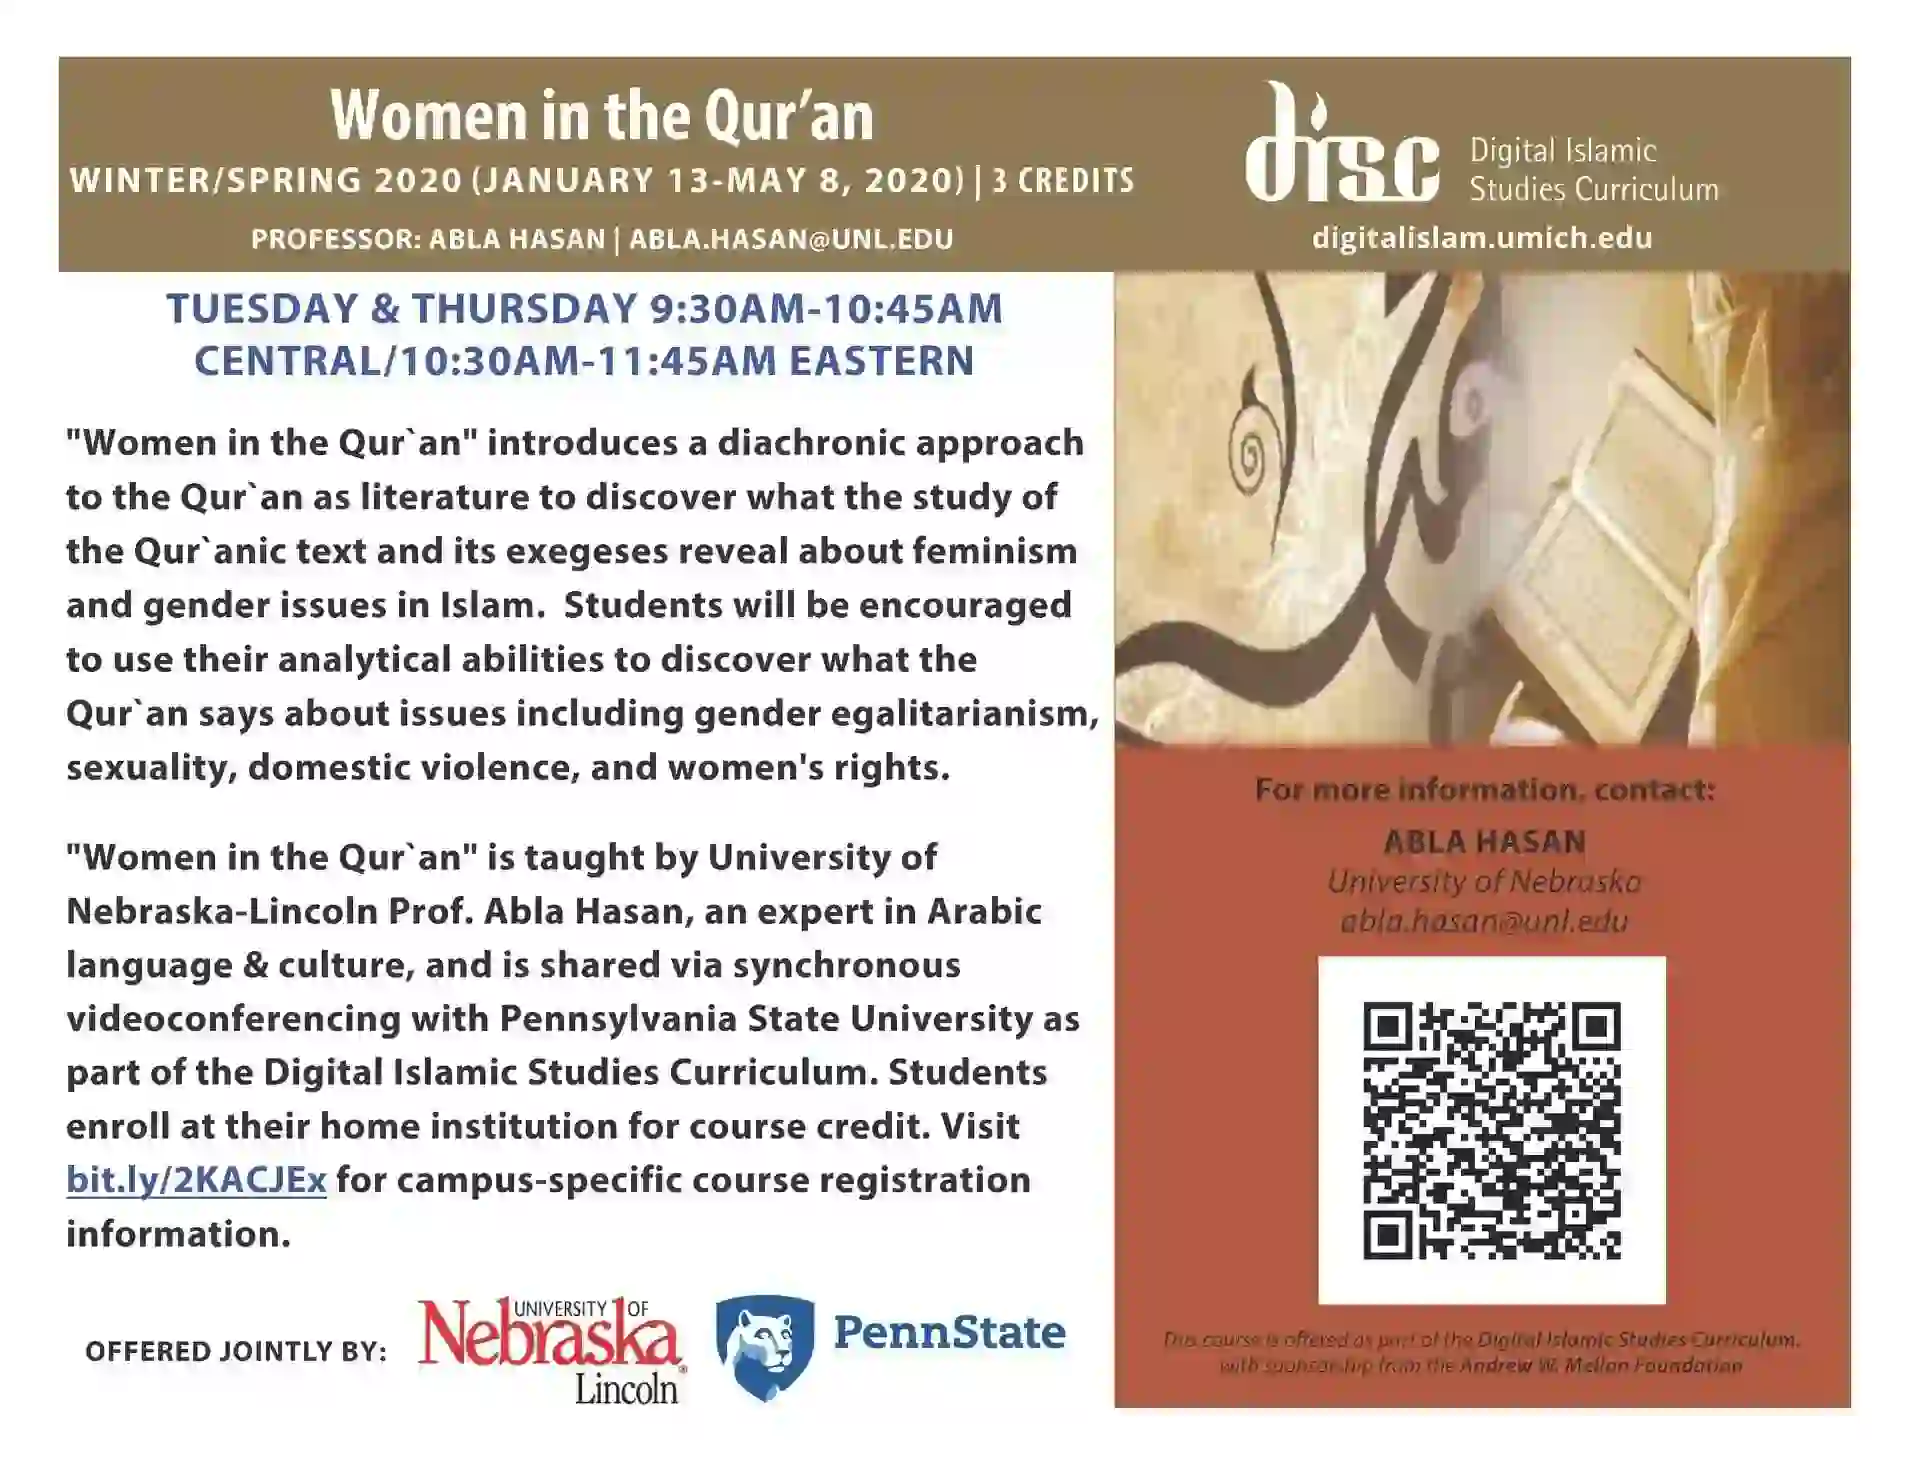 Women in the Qur’an
WINTER/SPRING 2020 (JANUARY 13-MAY 8, 2020) | 3 CREDITS
PROFESSOR: ABLA HASAN | ABLA.HASAN@UNL.EDU
disc
Digital Islamic
Studies Curriculum
digitalislam.umich.edu
TUESDAY & THURSDAY 9:30AM-10:45AM
CENTRAL/10:30AM-11:45AM EASTERN
"Women in the Qur`an" introduces a diachronic approach
to the Qur`an as literature to discover what the study of
the Qur`anic text and its exegeses reveal about feminism
and gender issues in Islam.  Students will be encouraged
to use their analytical abilities to discover what the
Qur`an says about issues including gender egalitarianism,
sexuality, domestic violence, and women's rights.
"Women in the Qur`an" is taught by University of
Nebraska-Lincoln Prof. Abla Hasan, an expert in Arabic
language & culture, and is shared via synchronous
videoconferencing with Pennsylvania State University as
part of the Digital Islamic Studies Curriculum. Students
enroll at their home institution for course credit. Visit
bit.ly/2KACJEx for campus-specific course registration
information.
OFFERED JOINTLY BY:
UNIVERSITY OF
Nebraska
Lincoln
PennState
For more information, contact:
ABLA HASAN
University of Nebraska
abla.hasan@unl.edu
This course is offered as part of the Digital Islamic Studies Curriculum,
with sponsorship from the Andrew W. Mellon Foundation